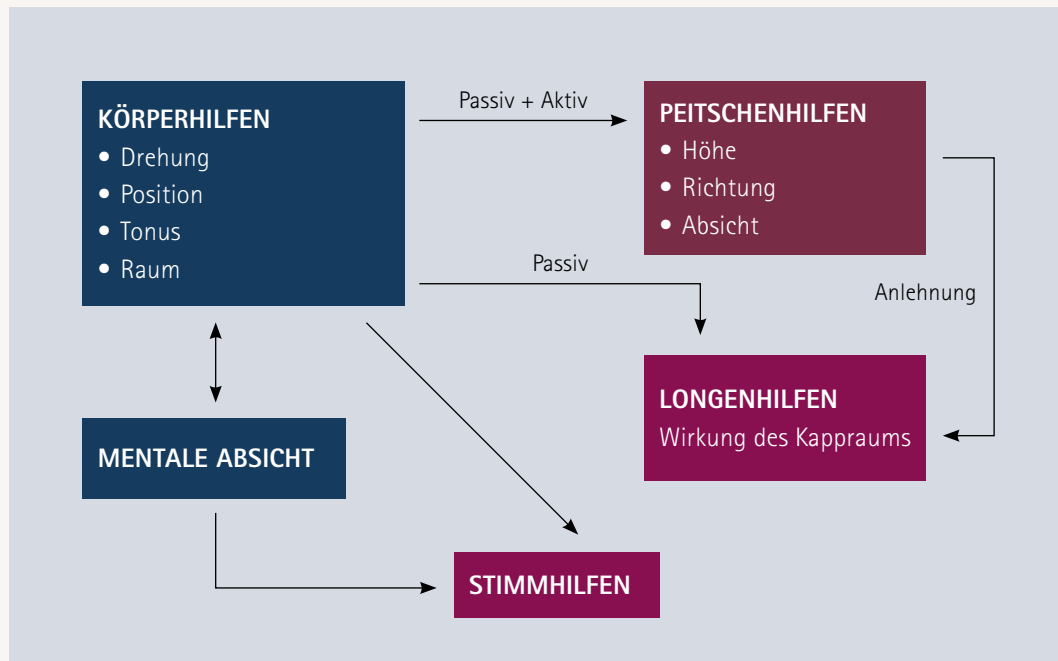 KÖRPERHILFEN
• Drehung
• Position
• Tonus
• Raum
Passiv + Aktiv
PEITSCHENHILFEN
• Höhe
• Richtung
• Absicht
Passiv
Anlehnung
LONGENHILFEN
Wirkung des Kappraums
MENTALE ABSICHT
STIMMHILFEN